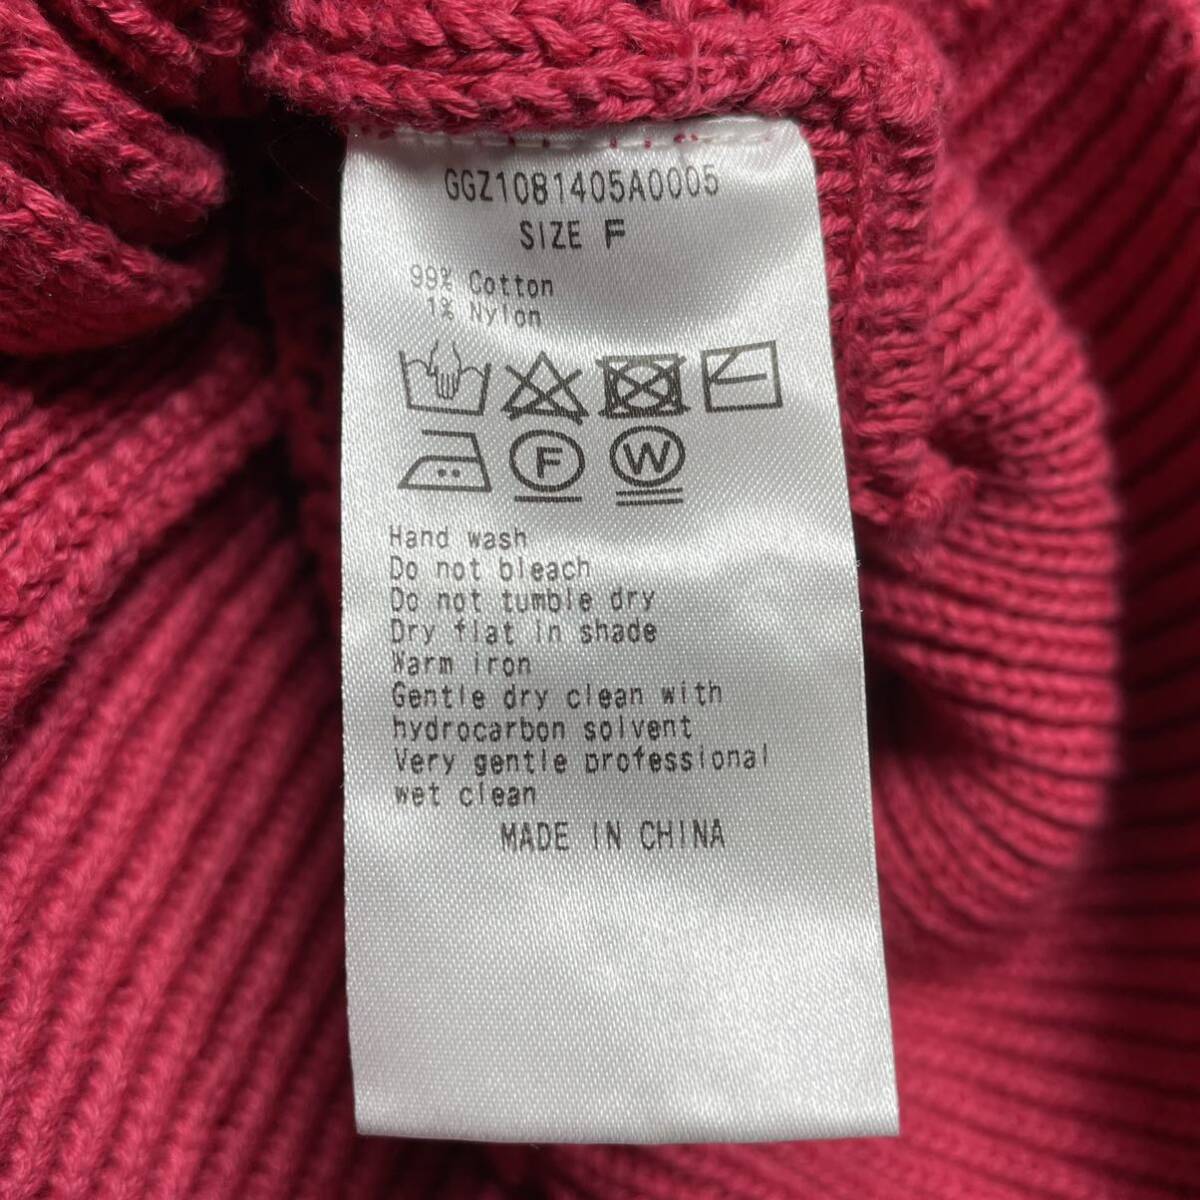 GGZ1081405A0005
SIZE F
99% Cotton
1% Nylon
F W
Hand wash
Do not bleach
Do not tumble dry
Dry flat in shade
Warm iron
Gentle dry clean with
hydrocarbon solvent
Very gentle professional
wet clean
MADE IN CHINA